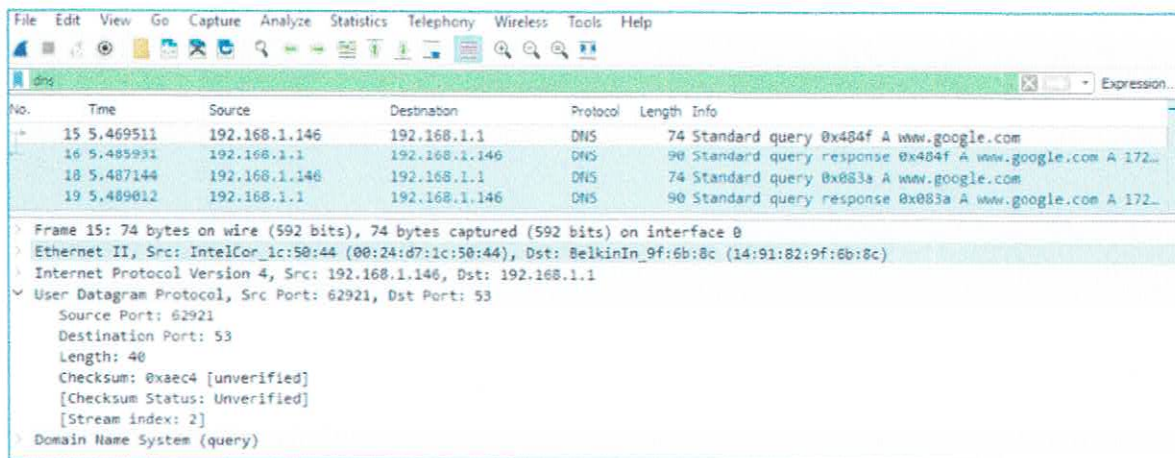 File Edit View Go Capture Analyze Statistics Telephony Wireless Tools Help
dns Expression...
No. Time Source Destination Protocol Length Info
15 5.469511 192.168.1.146 192.168.1.1 DNS 74 Standard query 0x484f A www.google.com
16 5.485931 192.168.1.1 192.168.1.146 DNS 90 Standard query response 0x484f A www.google.com A 172...
18 5.487144 192.168.1.146 192.168.1.1 DNS 74 Standard query 0x083a A www.google.com
19 5.489012 192.168.1.1 192.168.1.146 DNS 90 Standard query response 0x083a A www.google.com A 172...
Frame 15: 74 bytes on wire (592 bits), 74 bytes captured (592 bits) on interface 0
Ethernet II, Src: IntelCor_1c:50:44 (00:24:d7:1c:50:44), Dst: BelkinIn_9f:6b:8c (14:91:82:9f:6b:8c)
Internet Protocol Version 4, Src: 192.168.1.146, Dst: 192.168.1.1
User Datagram Protocol, Src Port: 62921, Dst Port: 53
Source Port: 62921
Destination Port: 53
Length: 40
Checksum: 0xaec4 [unverified]
[Checksum Status: Unverified]
[Stream index: 2]
Domain Name System (query)